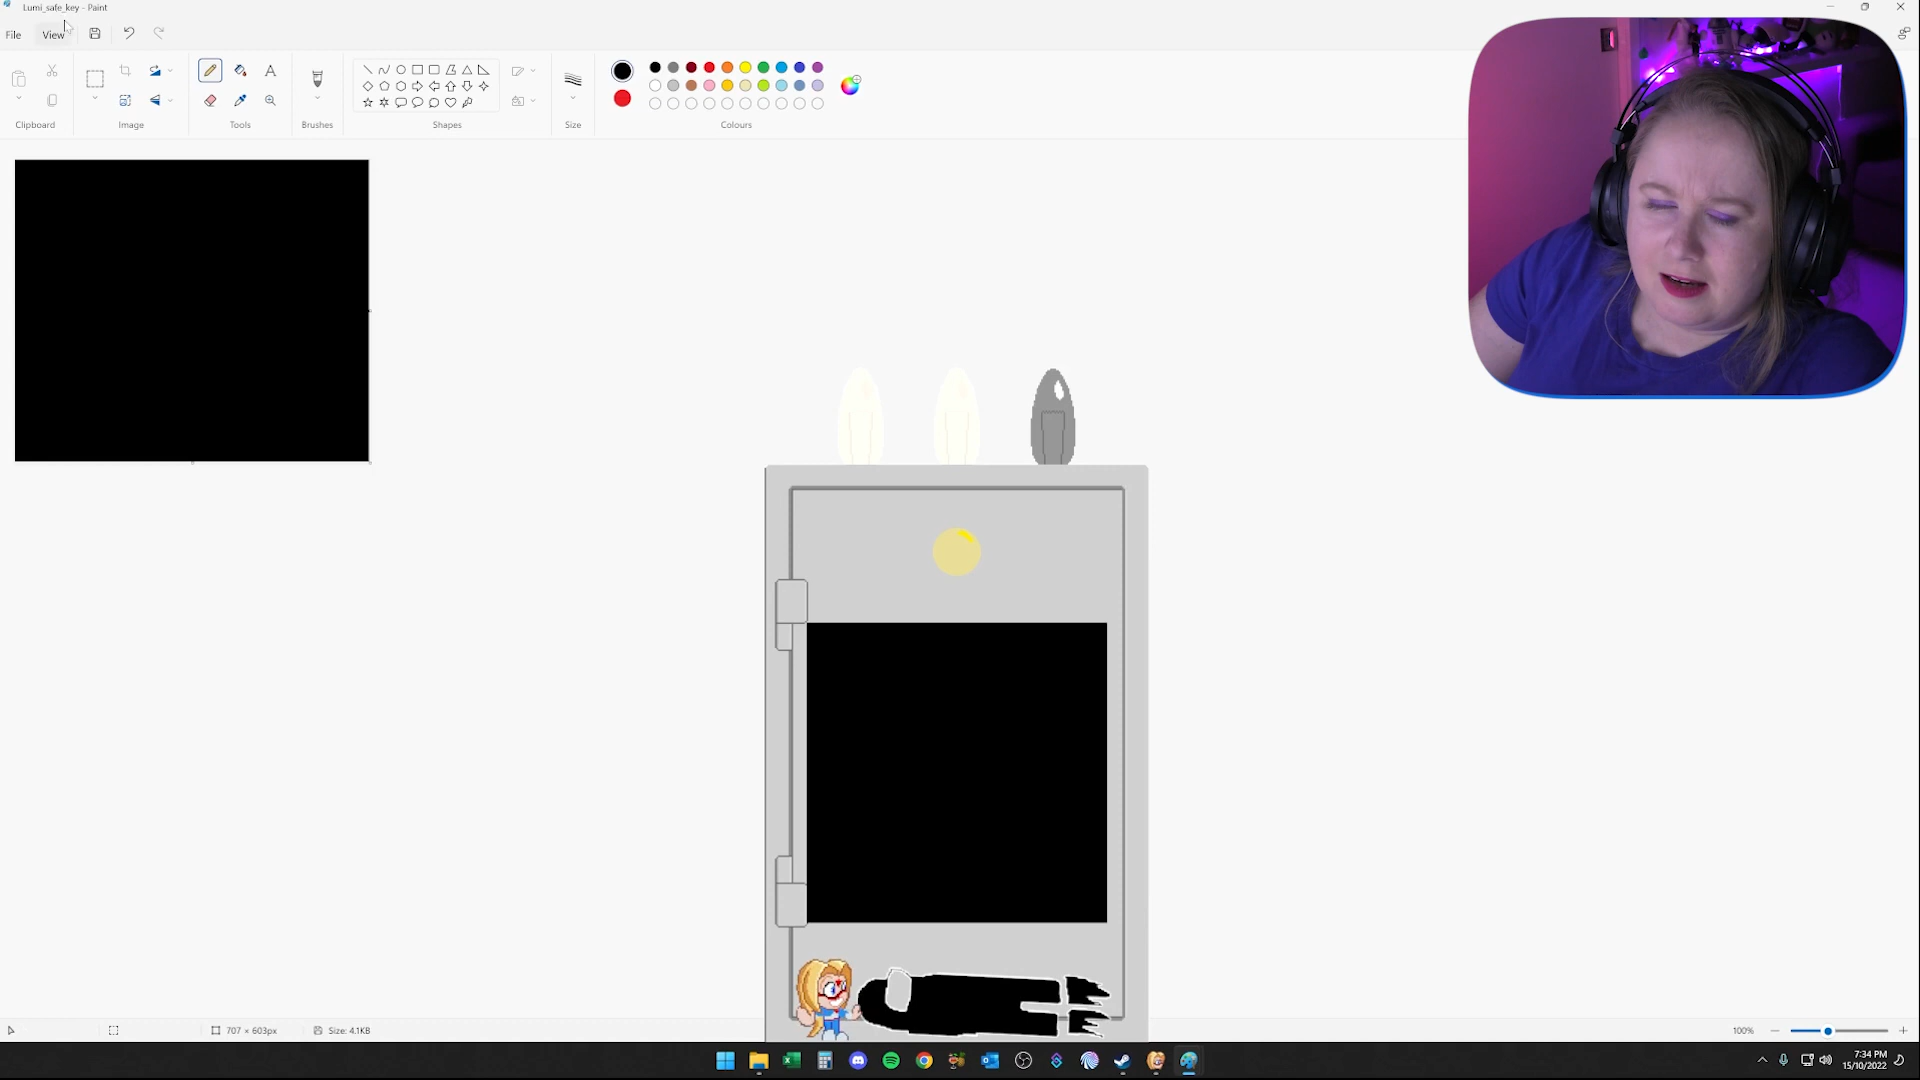 Lumi_safe_key - Paint
File View
Clipboard Image Tools Brushes Shapes Size Colours
707 × 603px Size: 4.1KB 100%
7:34 PM
15/10/2022